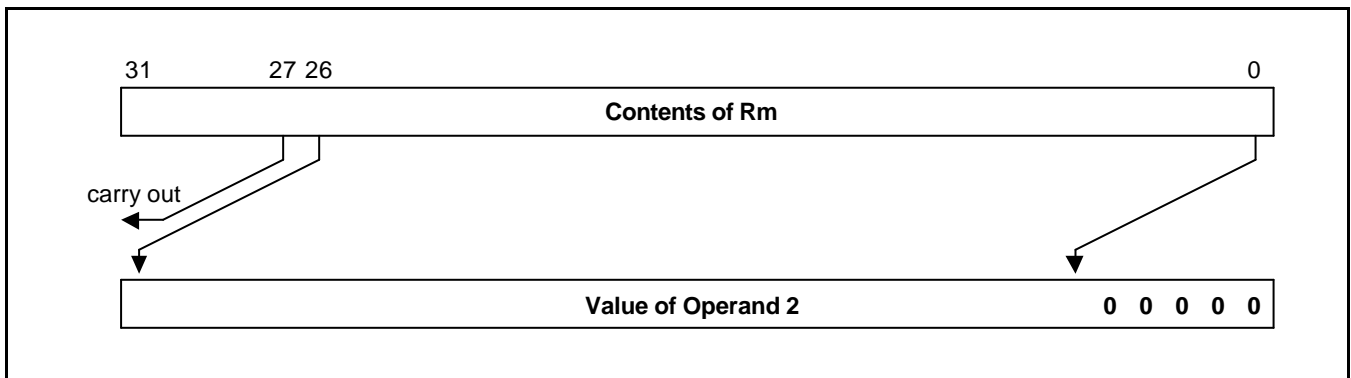 31 27 26 0
Contents of Rm
carry out
Value of Operand 2 0 0 0 0 0